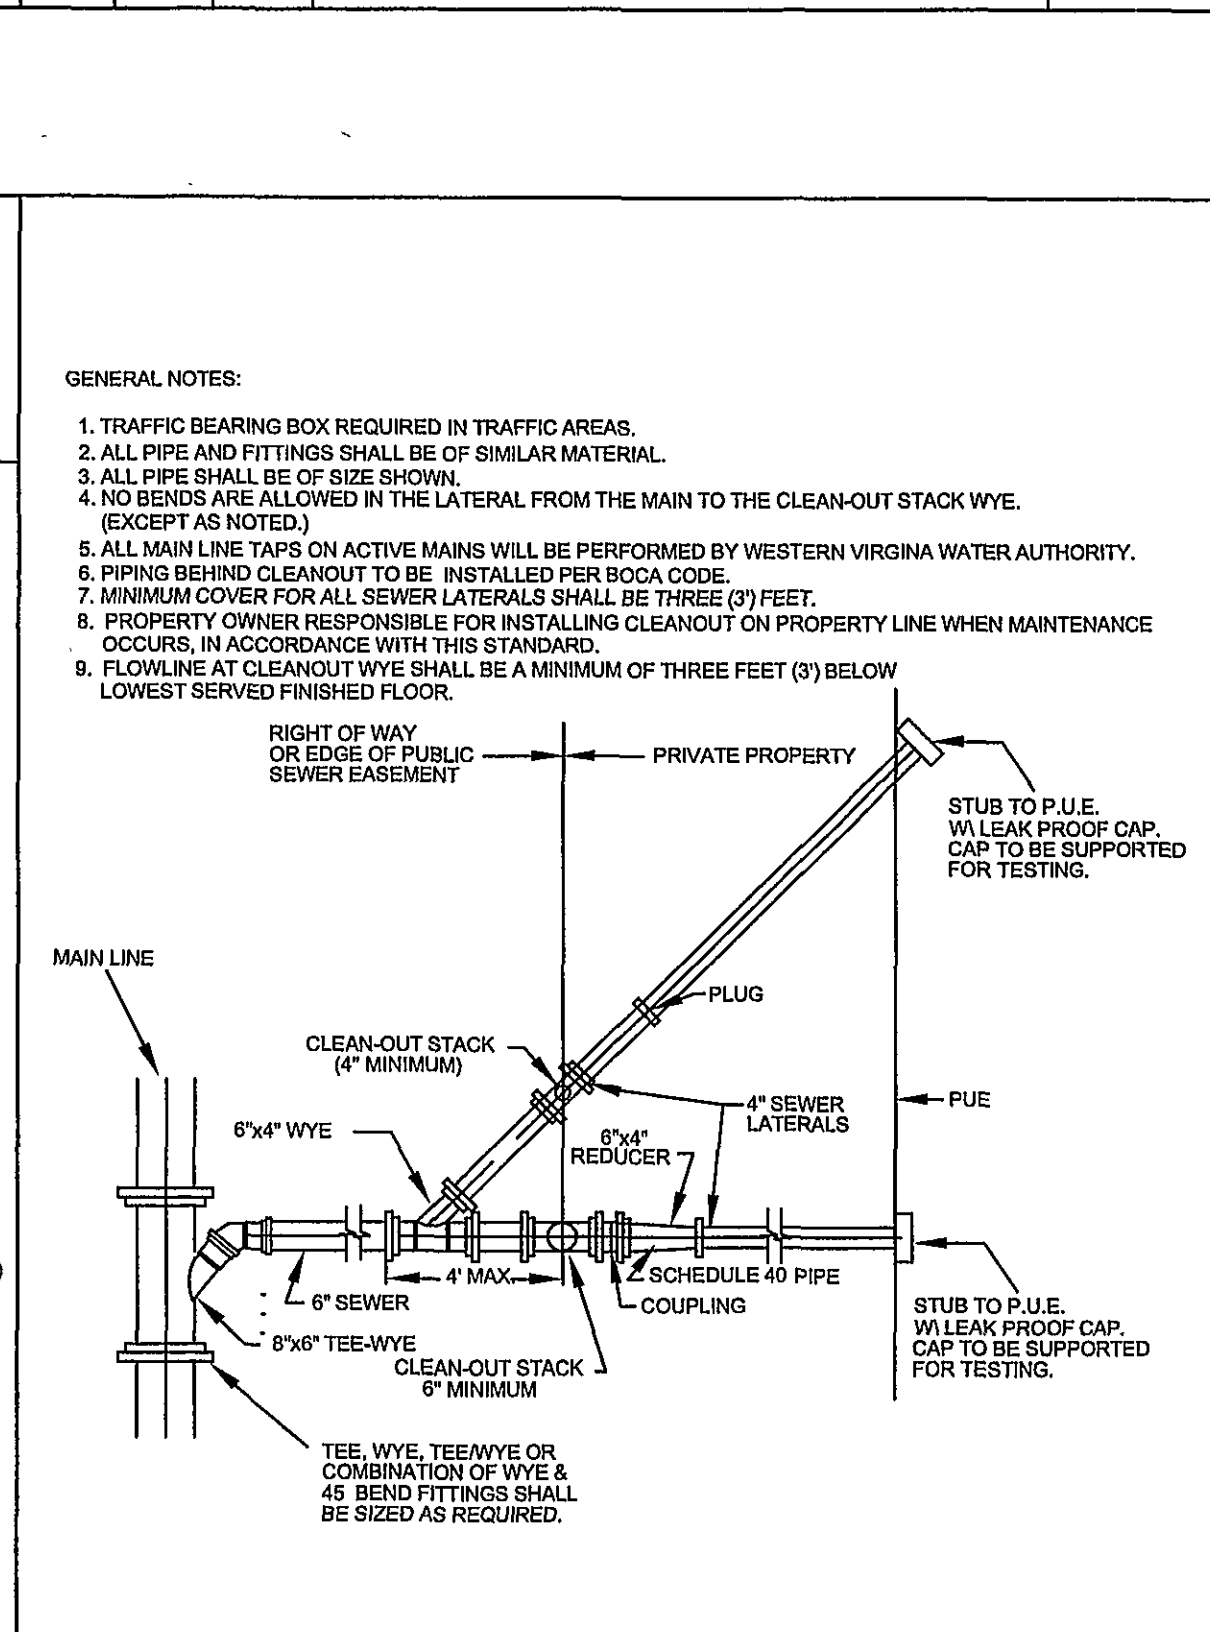 GENERAL NOTES:
1. TRAFFIC BEARING BOX REQUIRED IN TRAFFIC AREAS.
2. ALL PIPE AND FITTINGS SHALL BE OF SIMILAR MATERIAL.
3. ALL PIPE SHALL BE OF SIZE SHOWN.
4. NO BENDS ARE ALLOWED IN THE LATERAL FROM THE MAIN TO THE CLEAN-OUT STACK WYE.
(EXCEPT AS NOTED.)
5. ALL MAIN LINE TAPS ON ACTIVE MAINS WILL BE PERFORMED BY WESTERN VIRGINA WATER AUTHORITY.
6. PIPING BEHIND CLEANOUT TO BE INSTALLED PER BOCA CODE.
7. MINIMUM COVER FOR ALL SEWER LATERALS SHALL BE THREE (3') FEET.
8. PROPERTY OWNER RESPONSIBLE FOR INSTALLING CLEANOUT ON PROPERTY LINE WHEN MAINTENANCE
OCCURS, IN ACCORDANCE WITH THIS STANDARD.
9. FLOWLINE AT CLEANOUT WYE SHALL BE A MINIMUM OF THREE FEET (3') BELOW
LOWEST SERVED FINISHED FLOOR.
RIGHT OF WAY
OR EDGE OF PUBLIC
SEWER EASEMENT
PRIVATE PROPERTY
STUB TO P.U.E.
W\ LEAK PROOF CAP.
CAP TO BE SUPPORTED
FOR TESTING.
MAIN LINE
PLUG
CLEAN-OUT STACK
(4" MINIMUM)
4" SEWER
LATERALS
PUE
6"x4" WYE
6"x4"
REDUCER
4' MAX.
SCHEDULE 40 PIPE
6" SEWER
COUPLING
8"x6" TEE-WYE
CLEAN-OUT STACK
6" MINIMUM
STUB TO P.U.E.
W\ LEAK PROOF CAP.
CAP TO BE SUPPORTED
FOR TESTING.
TEE, WYE, TEE/WYE OR
COMBINATION OF WYE &
45 BEND FITTINGS SHALL
BE SIZED AS REQUIRED.